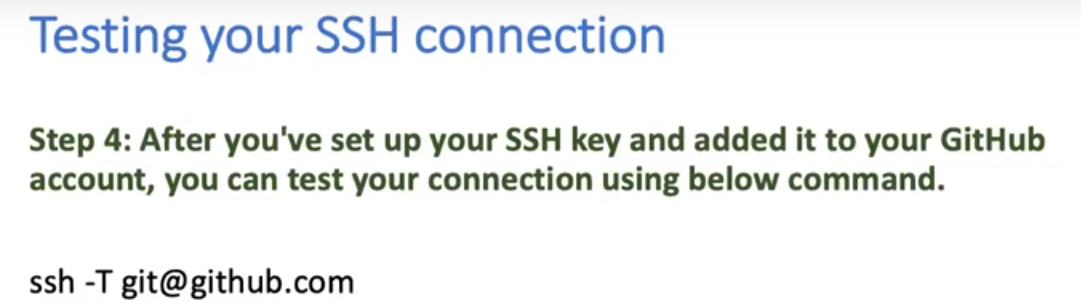 Testing your SSH connection
Step 4: After you've set up your SSH key and added it to your GitHub
account, you can test your connection using below command.
ssh -T git@github.com